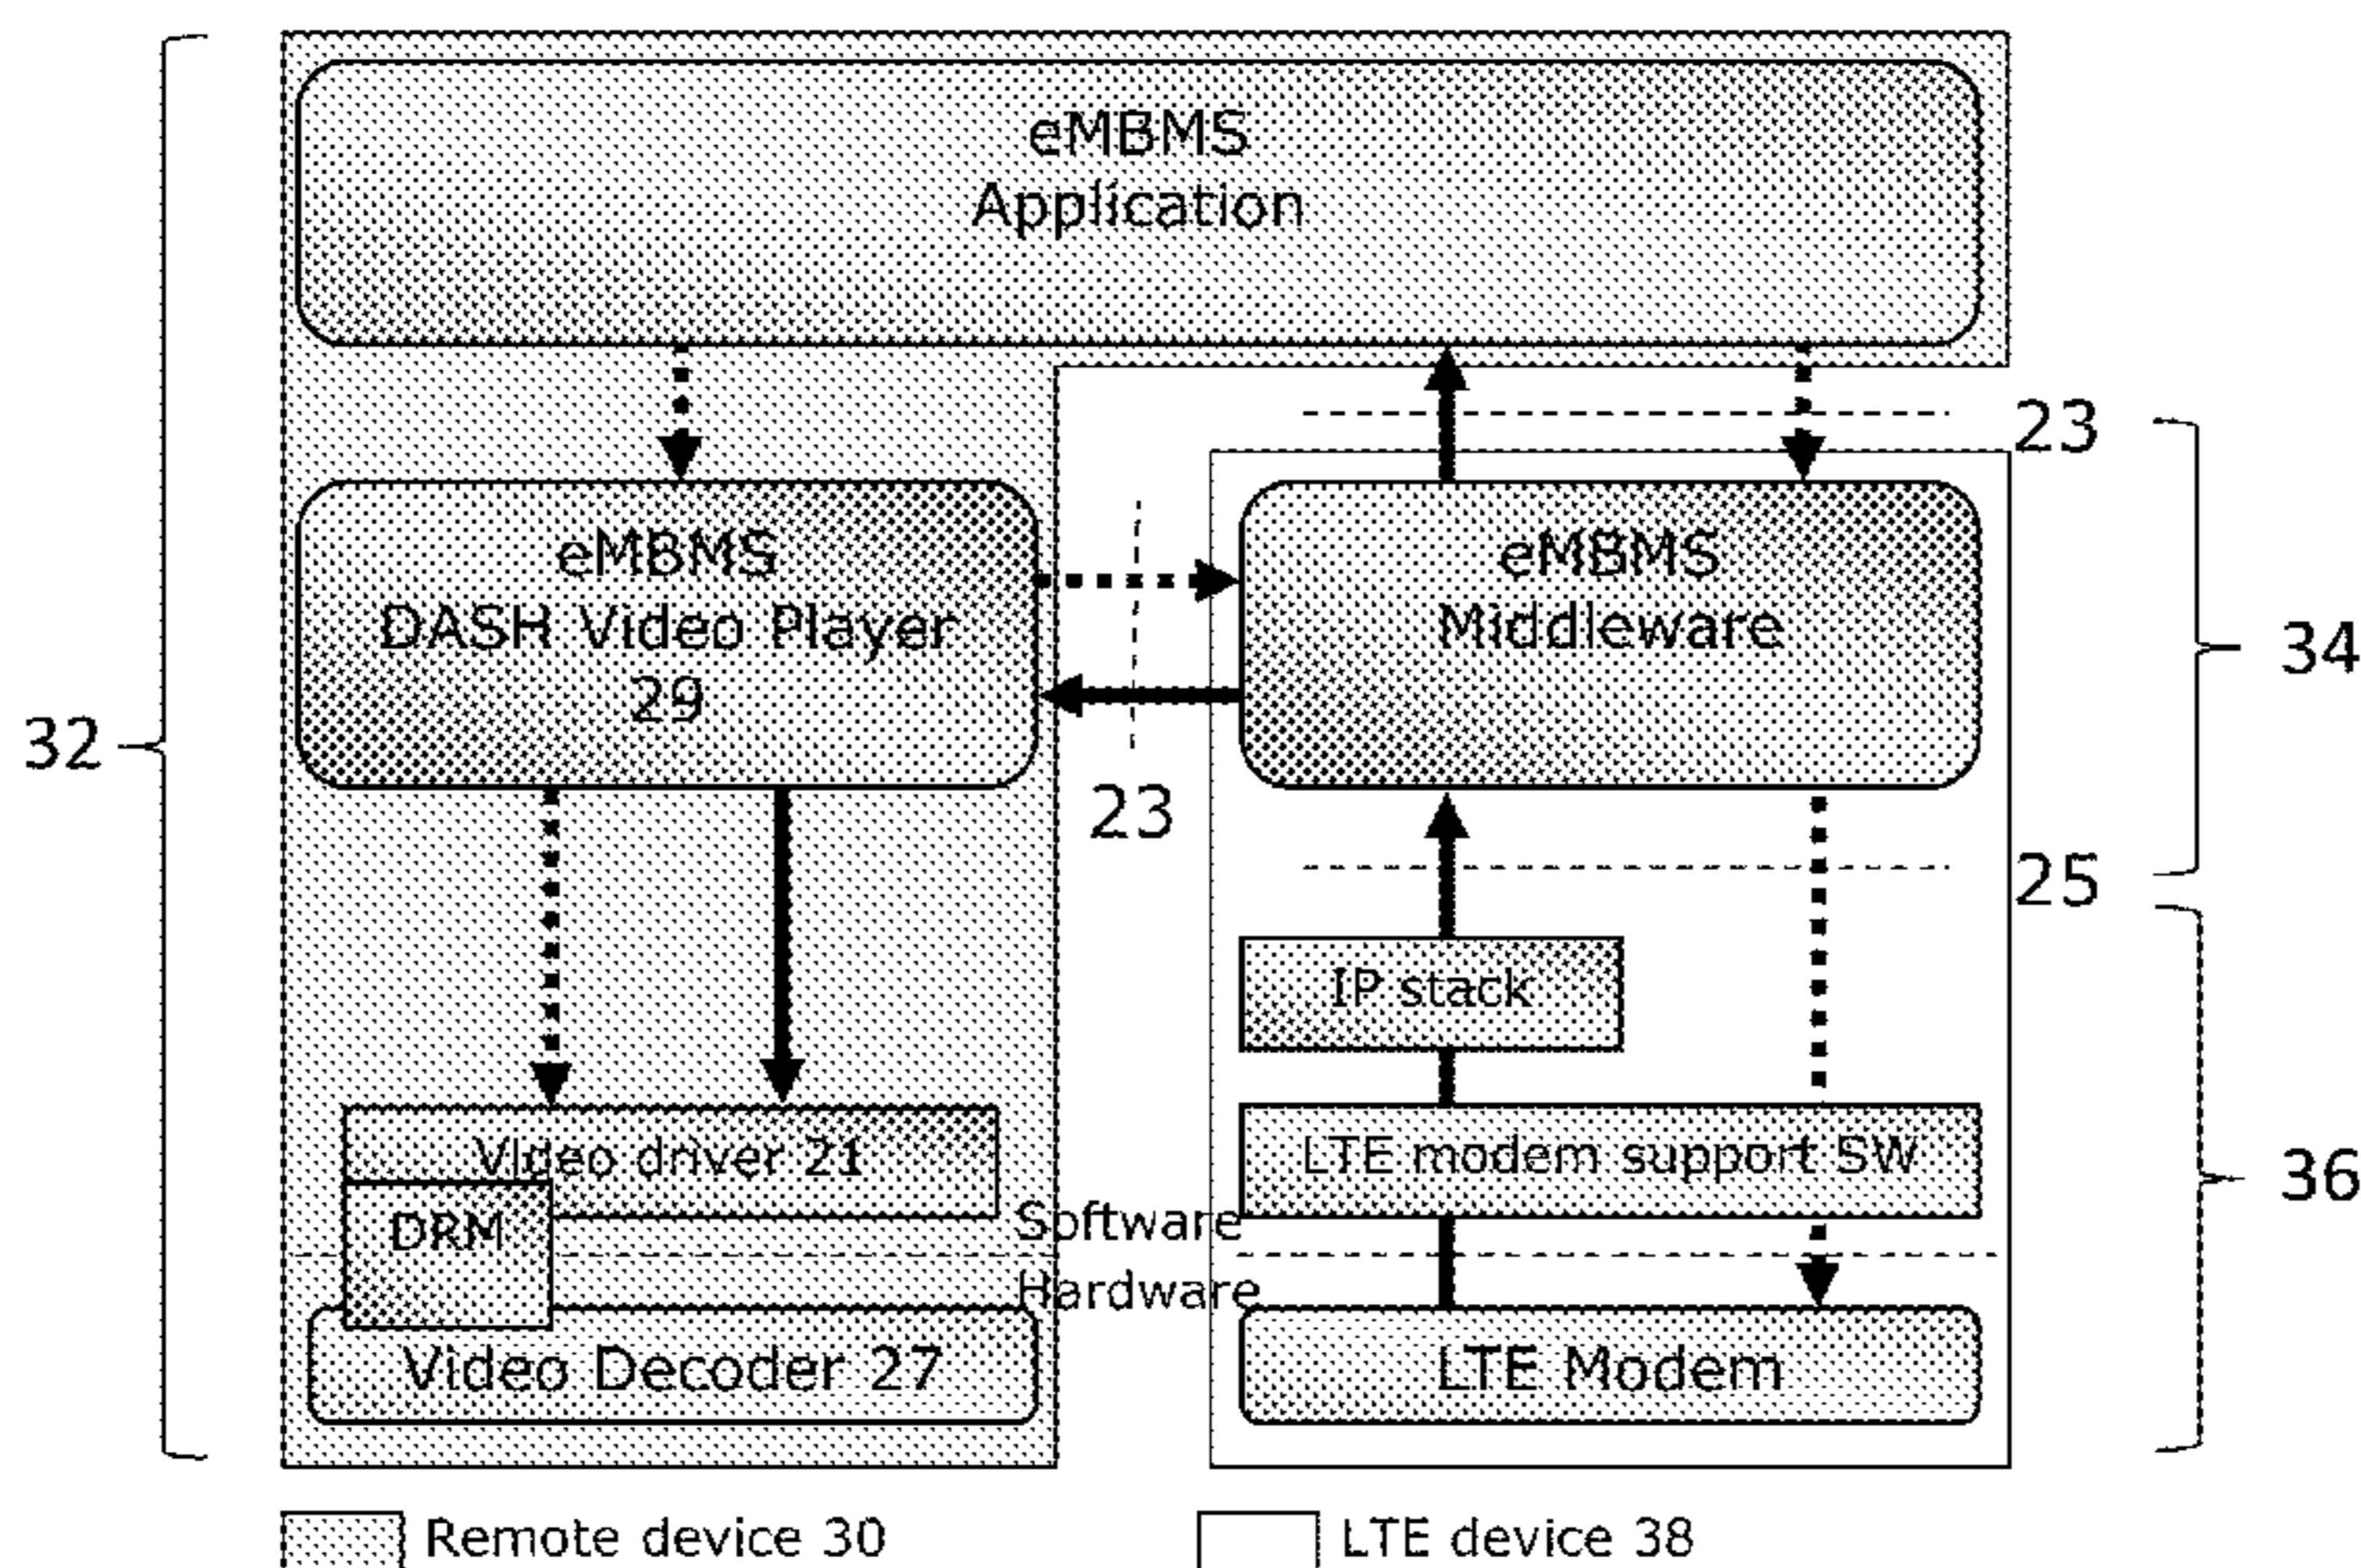 eMBMS
Application
23
eMBMS
DASH Video Player
29
eMBMS
Middleware
34
32
23
25
IP stack
Video driver 21
LTE modem support SW
36
DRM
Software
Hardware
Video Decoder 27
LTE Modem
Remote device 30
LTE device 38